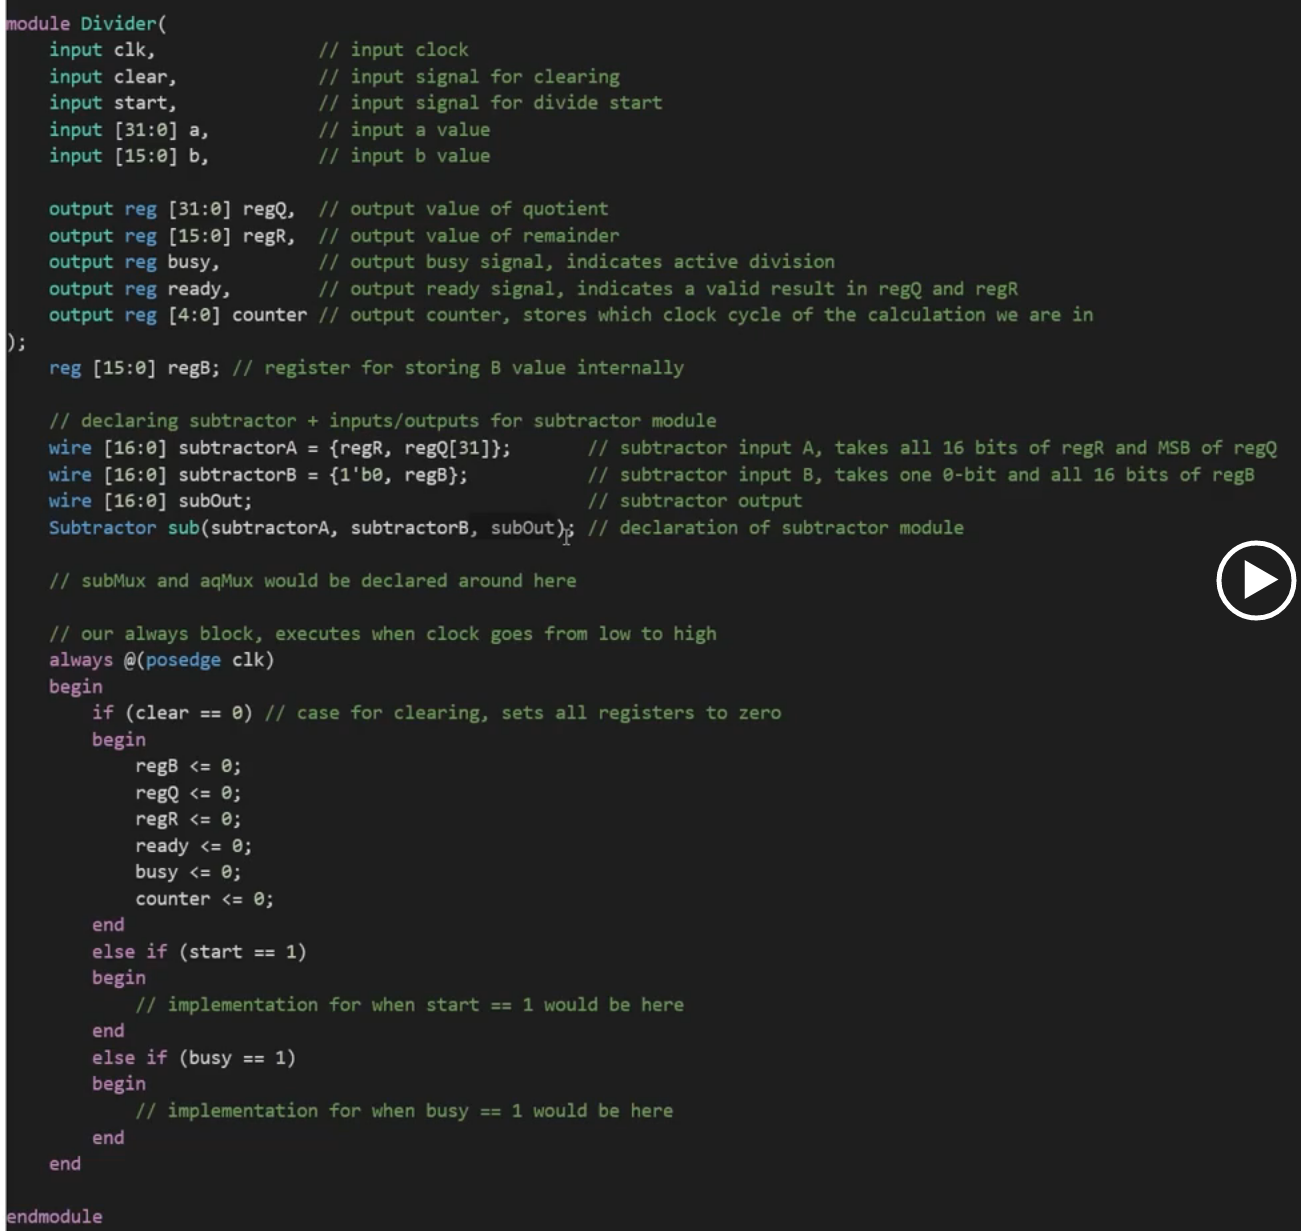 module Divider(
    input clk,               // input clock
    input clear,             // input signal for clearing
    input start,             // input signal for divide start
    input [31:0] a,          // input a value
    input [15:0] b,          // input b value
    output reg [31:0] regQ,  // output value of quotient
    output reg [15:0] regR,  // output value of remainder
    output reg busy,         // output busy signal, indicates active division
    output reg ready,        // output ready signal, indicates a valid result in regQ and regR
    output reg [4:0] counter // output counter, stores which clock cycle of the calculation we are in
);
    reg [15:0] regB; // register for storing B value internally
    // declaring subtractor + inputs/outputs for subtractor module
    wire [16:0] subtractorA = {regR, regQ[31]};       // subtractor input A, takes all 16 bits of regR and MSB of regQ
    wire [16:0] subtractorB = {1'b0, regB};           // subtractor input B, takes one 0-bit and all 16 bits of regB
    wire [16:0] subOut;                               // subtractor output
    Subtractor sub(subtractorA, subtractorB, subOut); // declaration of subtractor module
    // subMux and aqMux would be declared around here
    // our always block, executes when clock goes from low to high
    always @(posedge clk)
    begin
        if (clear == 0) // case for clearing, sets all registers to zero
        begin
            regB <= 0;
            regQ <= 0;
            regR <= 0;
            ready <= 0;
            busy <= 0;
            counter <= 0;
        end
        else if (start == 1)
        begin
            // implementation for when start == 1 would be here
        end
        else if (busy == 1)
        begin
            // implementation for when busy == 1 would be here
        end
    end
endmodule